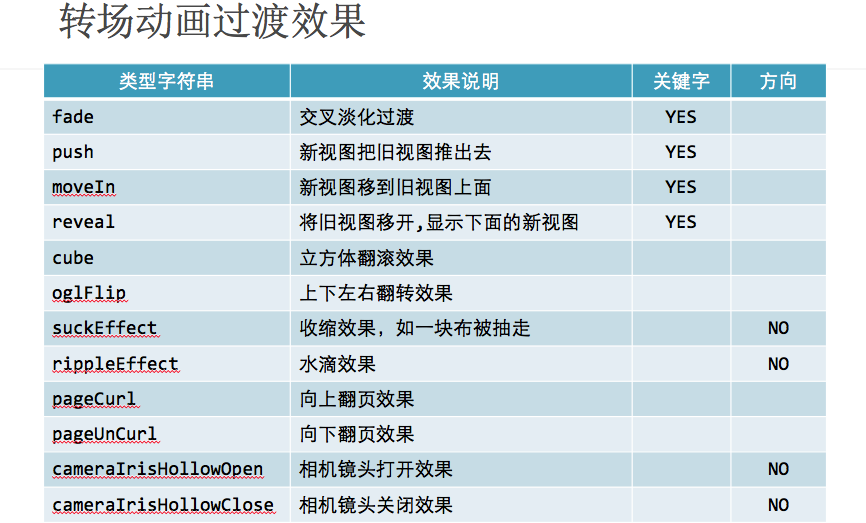 转场动画过渡效果
类型字符串 效果说明 关键字 方向
fade 交叉淡化过渡 YES
push 新视图把旧视图推出去 YES
moveIn 新视图移到旧视图上面 YES
reveal 将旧视图移开,显示下面的新视图 YES
cube 立方体翻滚效果
oglFlip 上下左右翻转效果
suckEffect 收缩效果，如一块布被抽走 NO
rippleEffect 水滴效果 NO
pageCurl 向上翻页效果
pageUnCurl 向下翻页效果
cameraIrisHollowOpen 相机镜头打开效果 NO
cameraIrisHollowClose 相机镜头关闭效果 NO